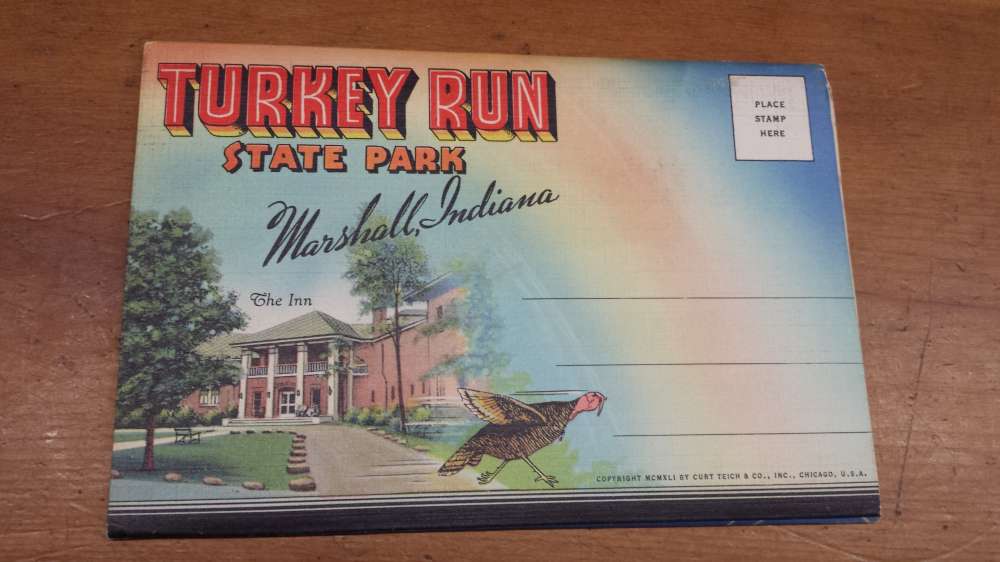 TURKEY RUN
STATE PARK
Marshall, Indiana
The Inn
PLACE
STAMP
HERE
COPYRIGHT MCMXLI BY CURT TEICH & CO., INC., CHICAGO, U.S.A.